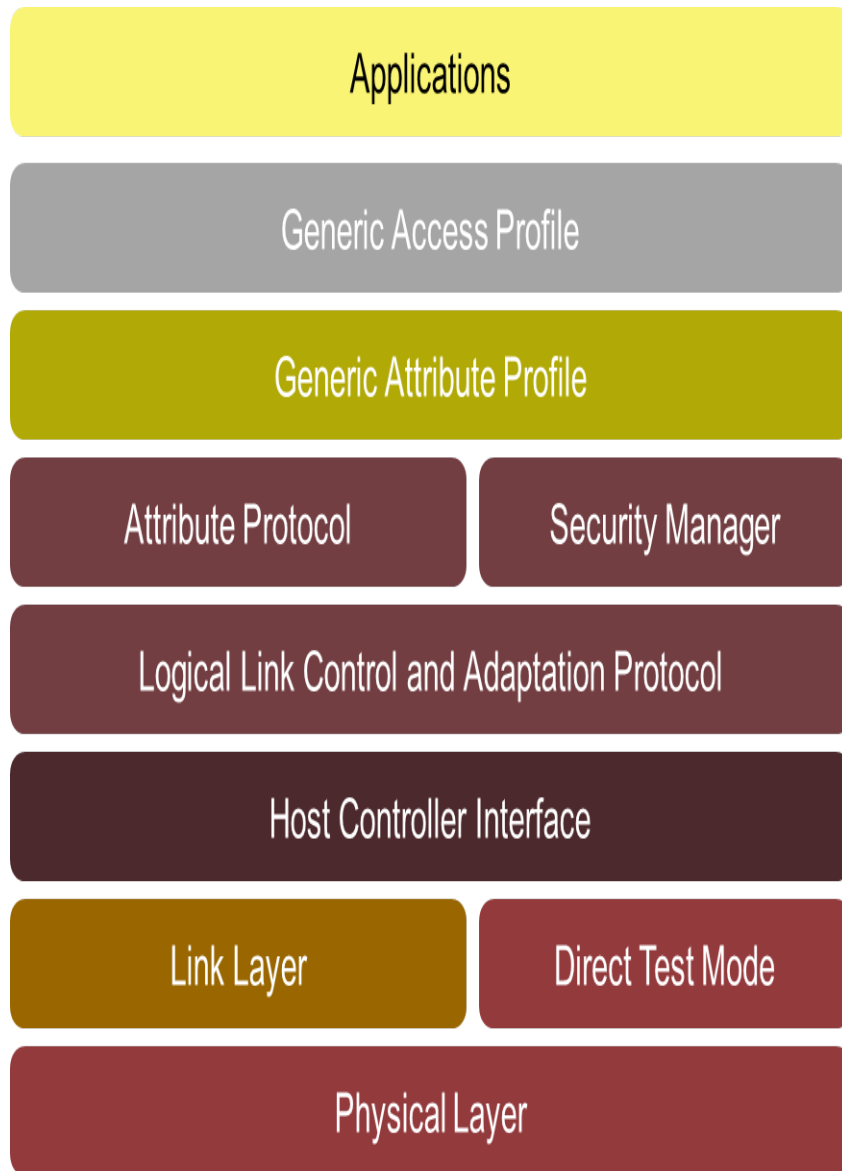 Applications
Generic Access Profile
Generic Attribute Profile
Attribute Protocol
Security Manager
Logical Link Control and Adaptation Protocol
Host Controller Interface
Link Layer
Direct Test Mode
Physical Layer